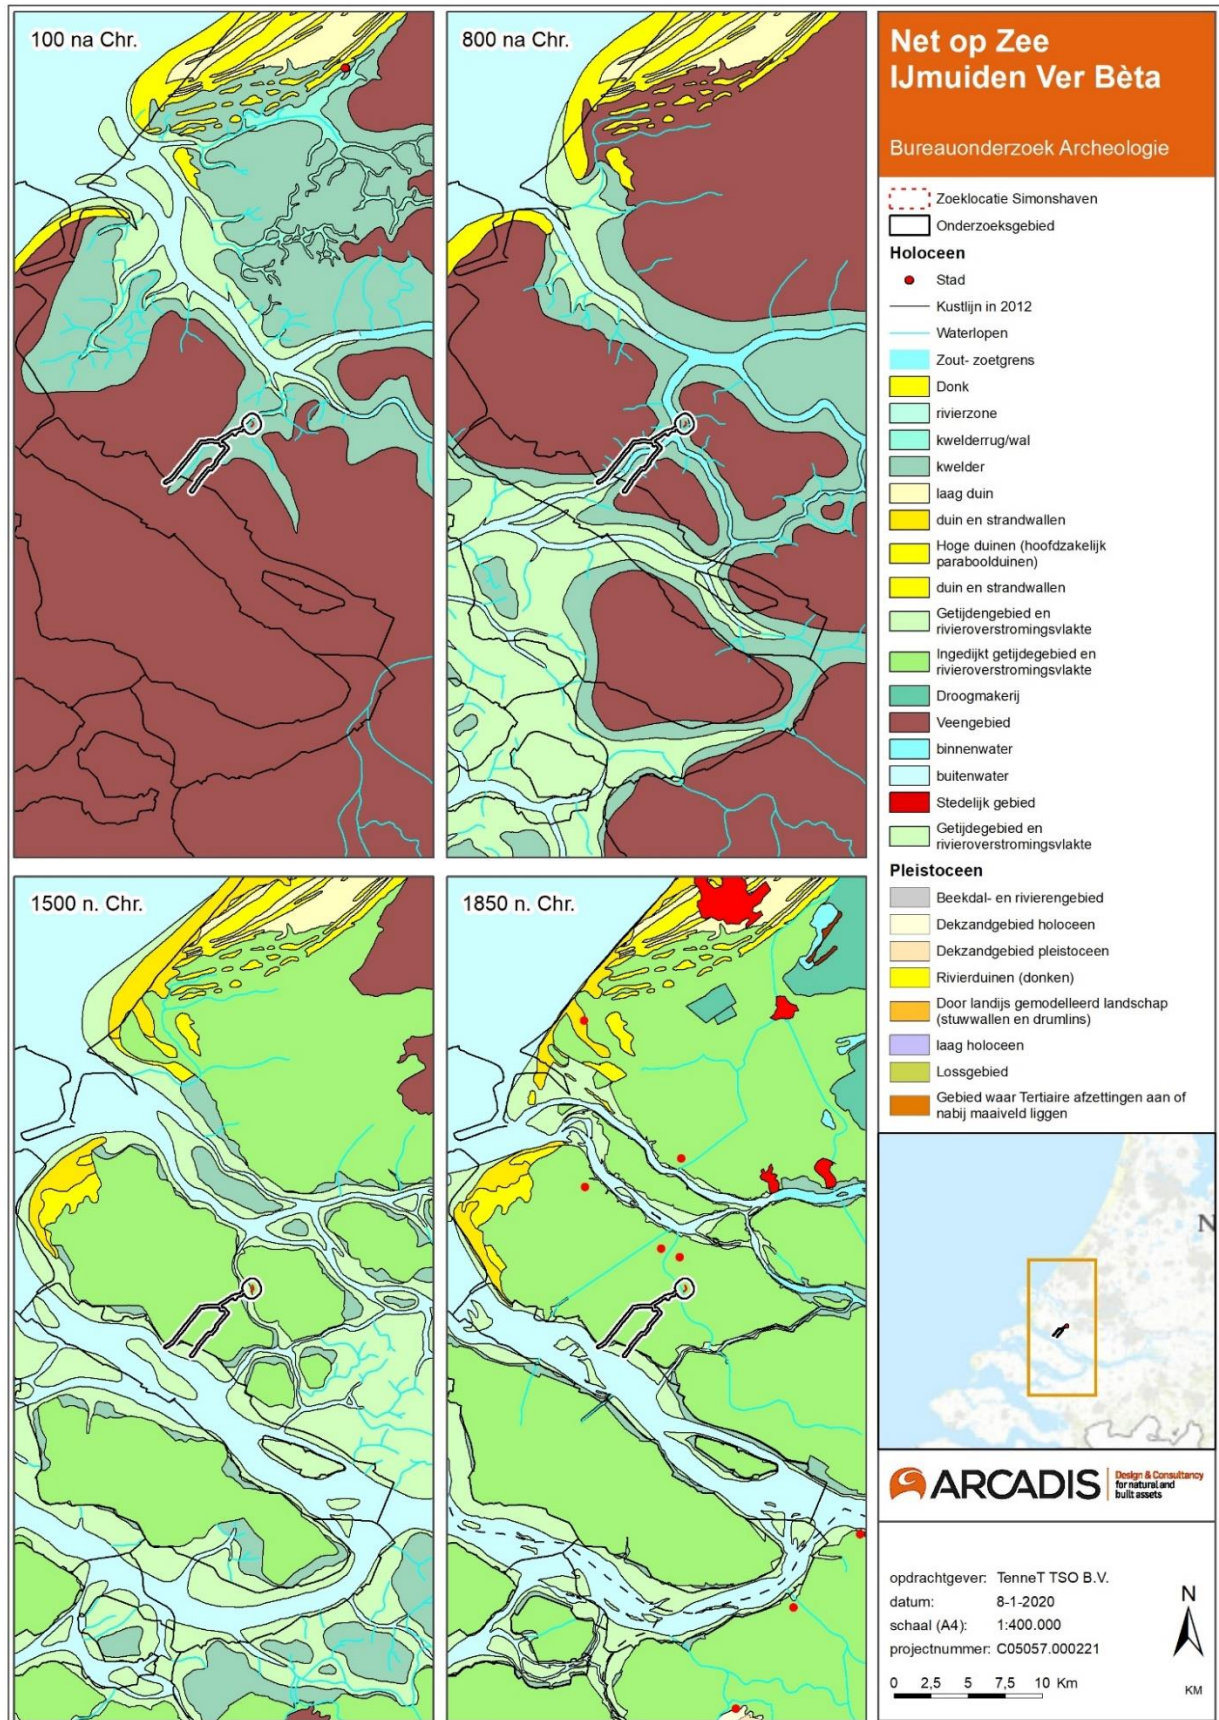 100 na Chr.
800 na Chr.
1500 n. Chr.
1850 n. Chr.
Net op Zee
IJmuiden Ver Bèta
Bureauonderzoek Archeologie
Zoeklocatie Simonshaven
Onderzoeksgebied
Holoceen
Stad
Kustlijn in 2012
Waterlopen
Zout- zoetgrens
Donk
rivierzone
kwelderrug/wal
kwelder
laag duin
duin en strandwallen
Hoge duinen (hoofdzakelijk
paraboolduinen)
duin en strandwallen
Getijdengebied en
rivieroverstromingsvlakte
Ingedijkt getijdegebied en
rivieroverstromingsvlakte
Droogmakerij
Veengebied
binnenwater
buitenwater
Stedelijk gebied
Getijdegebied en
rivieroverstromingsvlakte
Pleistoceen
Beekdal- en rivierengebied
Dekzandgebied holoceen
Dekzandgebied pleistoceen
Rivierduinen (donken)
Door landijs gemodelleerd landschap
(stuwwallen en drumlins)
laag holoceen
Lossgebied
Gebied waar Tertiaire afzettingen aan of
nabij maaiveld liggen
N
ARCADIS
Design & Consultancy
for natural and
built assets
opdrachtgever: TenneT TSO B.V.
datum: 8-1-2020
schaal (A4): 1:400.000
projectnummer: C05057.000221
N
0 2,5 5 7,5 10 Km
KM